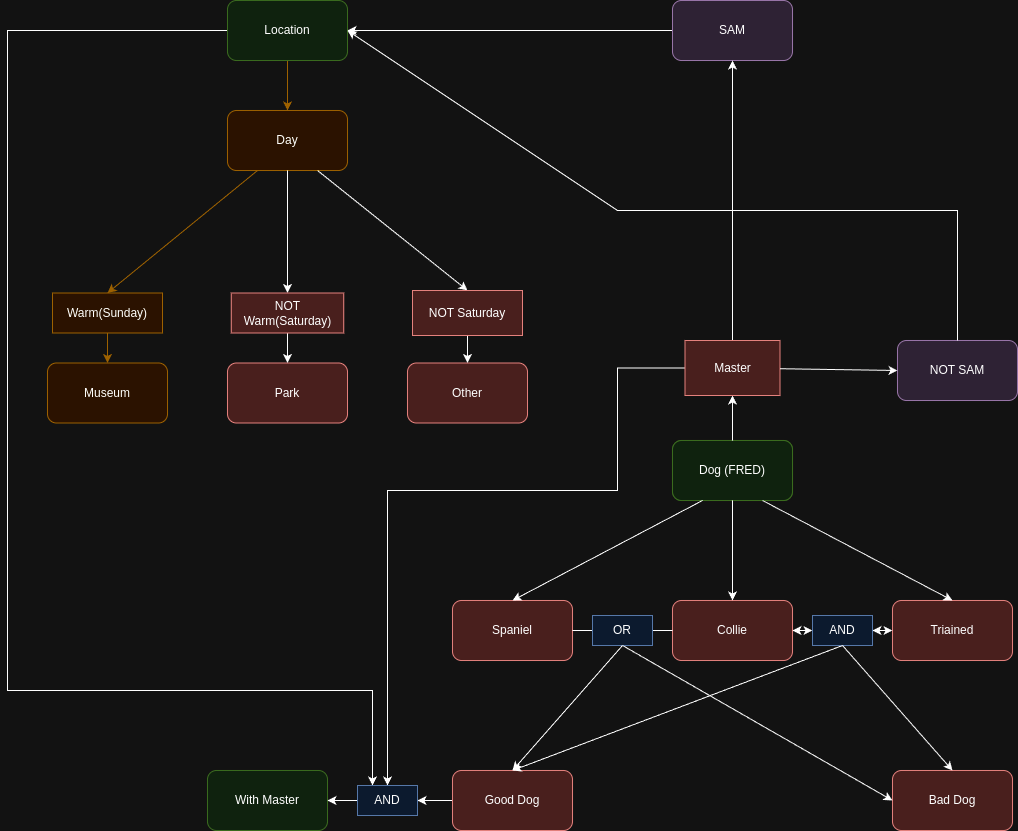 Location
SAM
Day
Warm(Sunday)
NOT
Warm(Saturday)
NOT Saturday
Master
NOT SAM
Museum
Park
Other
Dog (FRED)
Spaniel
OR
Collie
AND
Triained
With Master
AND
Good Dog
Bad Dog